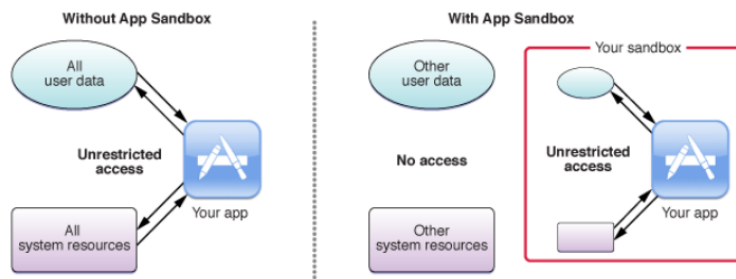 Without App Sandbox
All
user data
Unrestricted
access
Your app
All
system resources
With App Sandbox
Other
user data
No access
Other
system resources
Your sandbox
Unrestricted
access
Your app